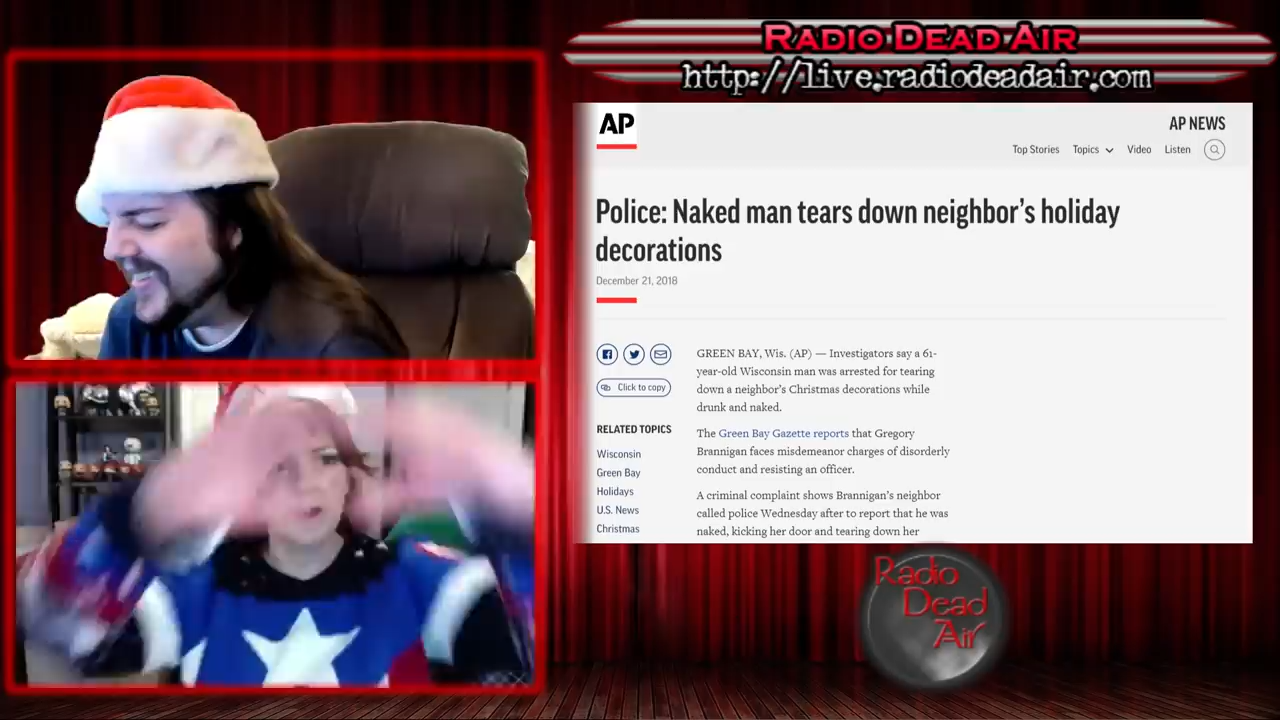 Radio Dead Air
http://live.radiodeadair.com
AP
AP NEWS
Top Stories
Topics
Video
Listen
Police: Naked man tears down neighbor's holiday
decorations
December 21, 2018
Click to copy
RELATED TOPICS
Wisconsin
Green Bay
Holidays
U.S. News
Christmas
GREEN BAY, Wis. (AP) — Investigators say a 61-
year-old Wisconsin man was arrested for tearing
down a neighbor's Christmas decorations while
drunk and naked.
The Green Bay Gazette reports that Gregory
Brannigan faces misdemeanor charges of disorderly
conduct and resisting an officer.
A criminal complaint shows Brannigan's neighbor
called police Wednesday after to report that he was
naked, kicking her door and tearing down her
Radio
Dead
Air